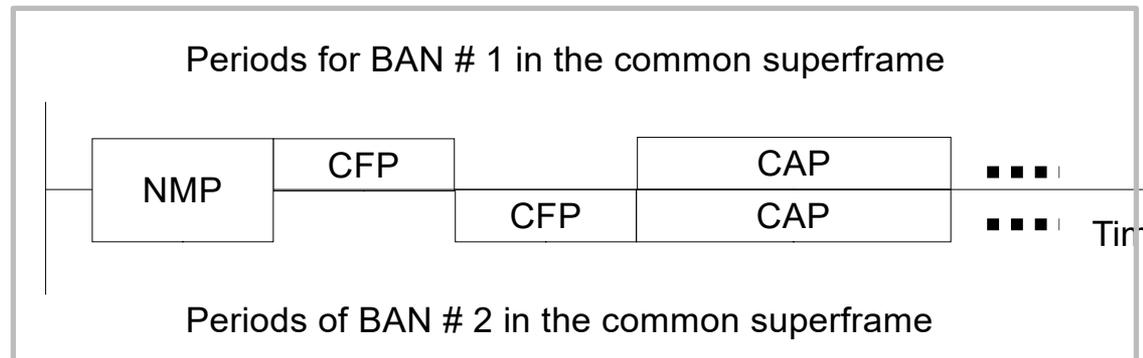 Periods for BAN # 1 in the common superframe
CFP
CAP
NMP
CFP
CAP
Tim
Periods of BAN # 2 in the common superframe